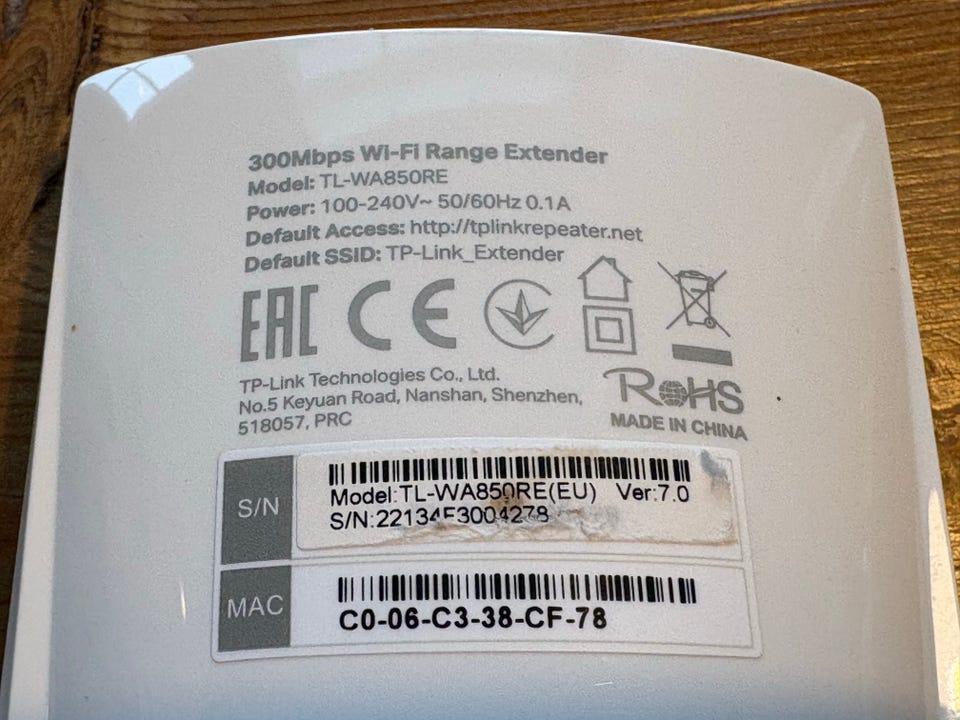 300Mbps Wi-Fi Range Extender
Model: TL-WA850RE
Power: 100-240V~ 50/60Hz 0.1A
Default Access: http://tplinkrepeater.net
Default SSID: TP-Link_Extender
EAC CE
TP-Link Technologies Co., Ltd.
No.5 Keyuan Road, Nanshan, Shenzhen,
518057, PRC
RoHS
MADE IN CHINA
S/N
Model:TL-WA850RE(EU) Ver:7.0
S/N:22134F3004278
MAC
C0-06-C3-38-CF-78